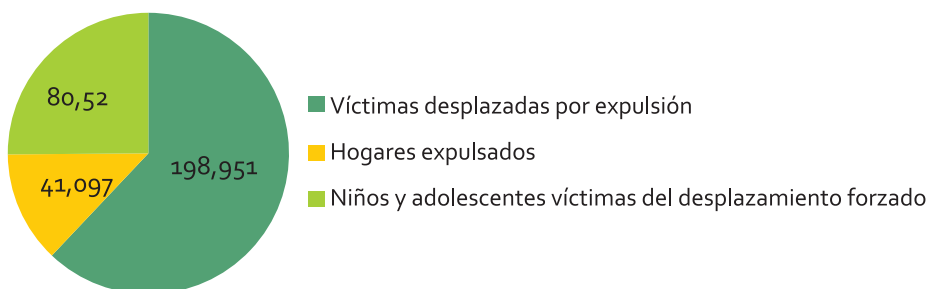 80,52
41,097
198,951
Víctimas desplazadas por expulsión
Hogares expulsados
Niños y adolescentes víctimas del desplazamiento forzado